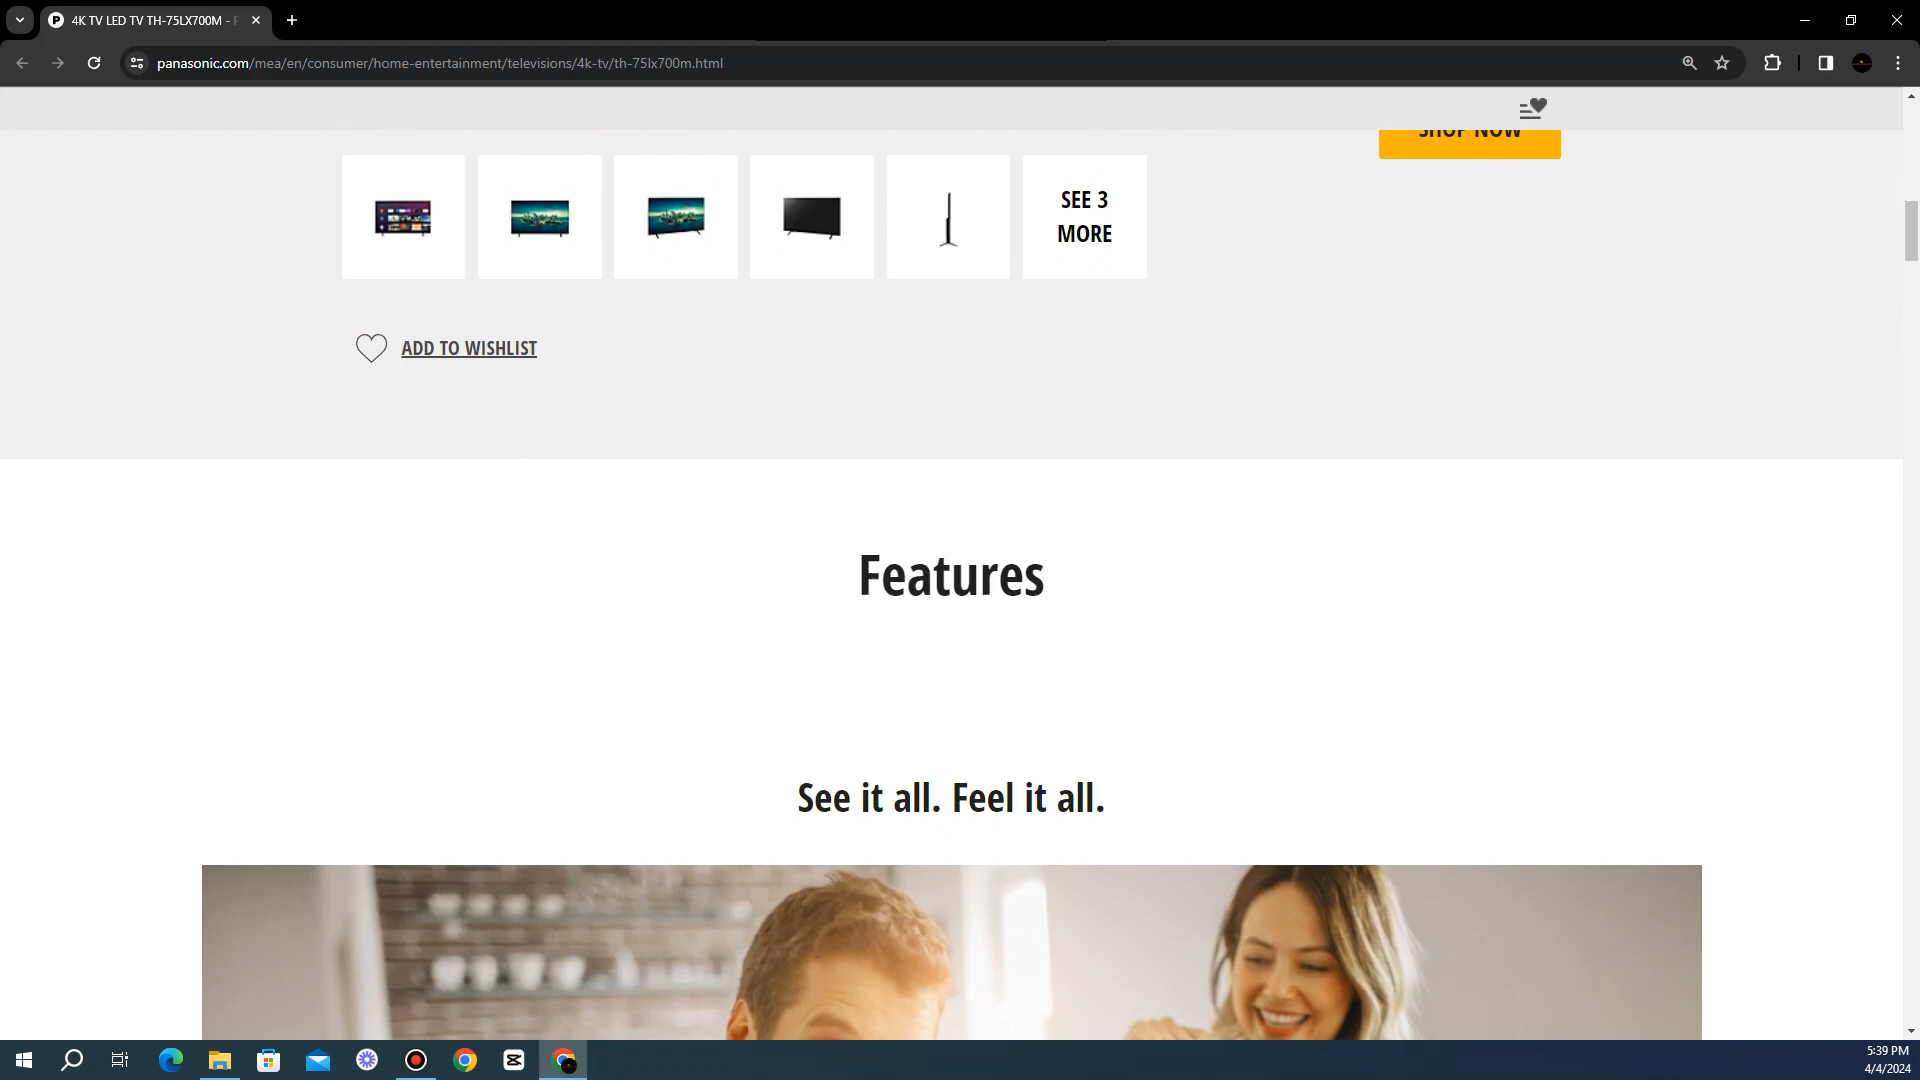 4K TV LED TV TH-75LX700M - P
panasonic.com/mea/en/consumer/home-entertainment/televisions/4k-tv/th-75lx700m.html
SHOP NOW
SEE 3
MORE
ADD TO WISHLIST
Features
See it all. Feel it all.
5:39 PM
4/4/2024